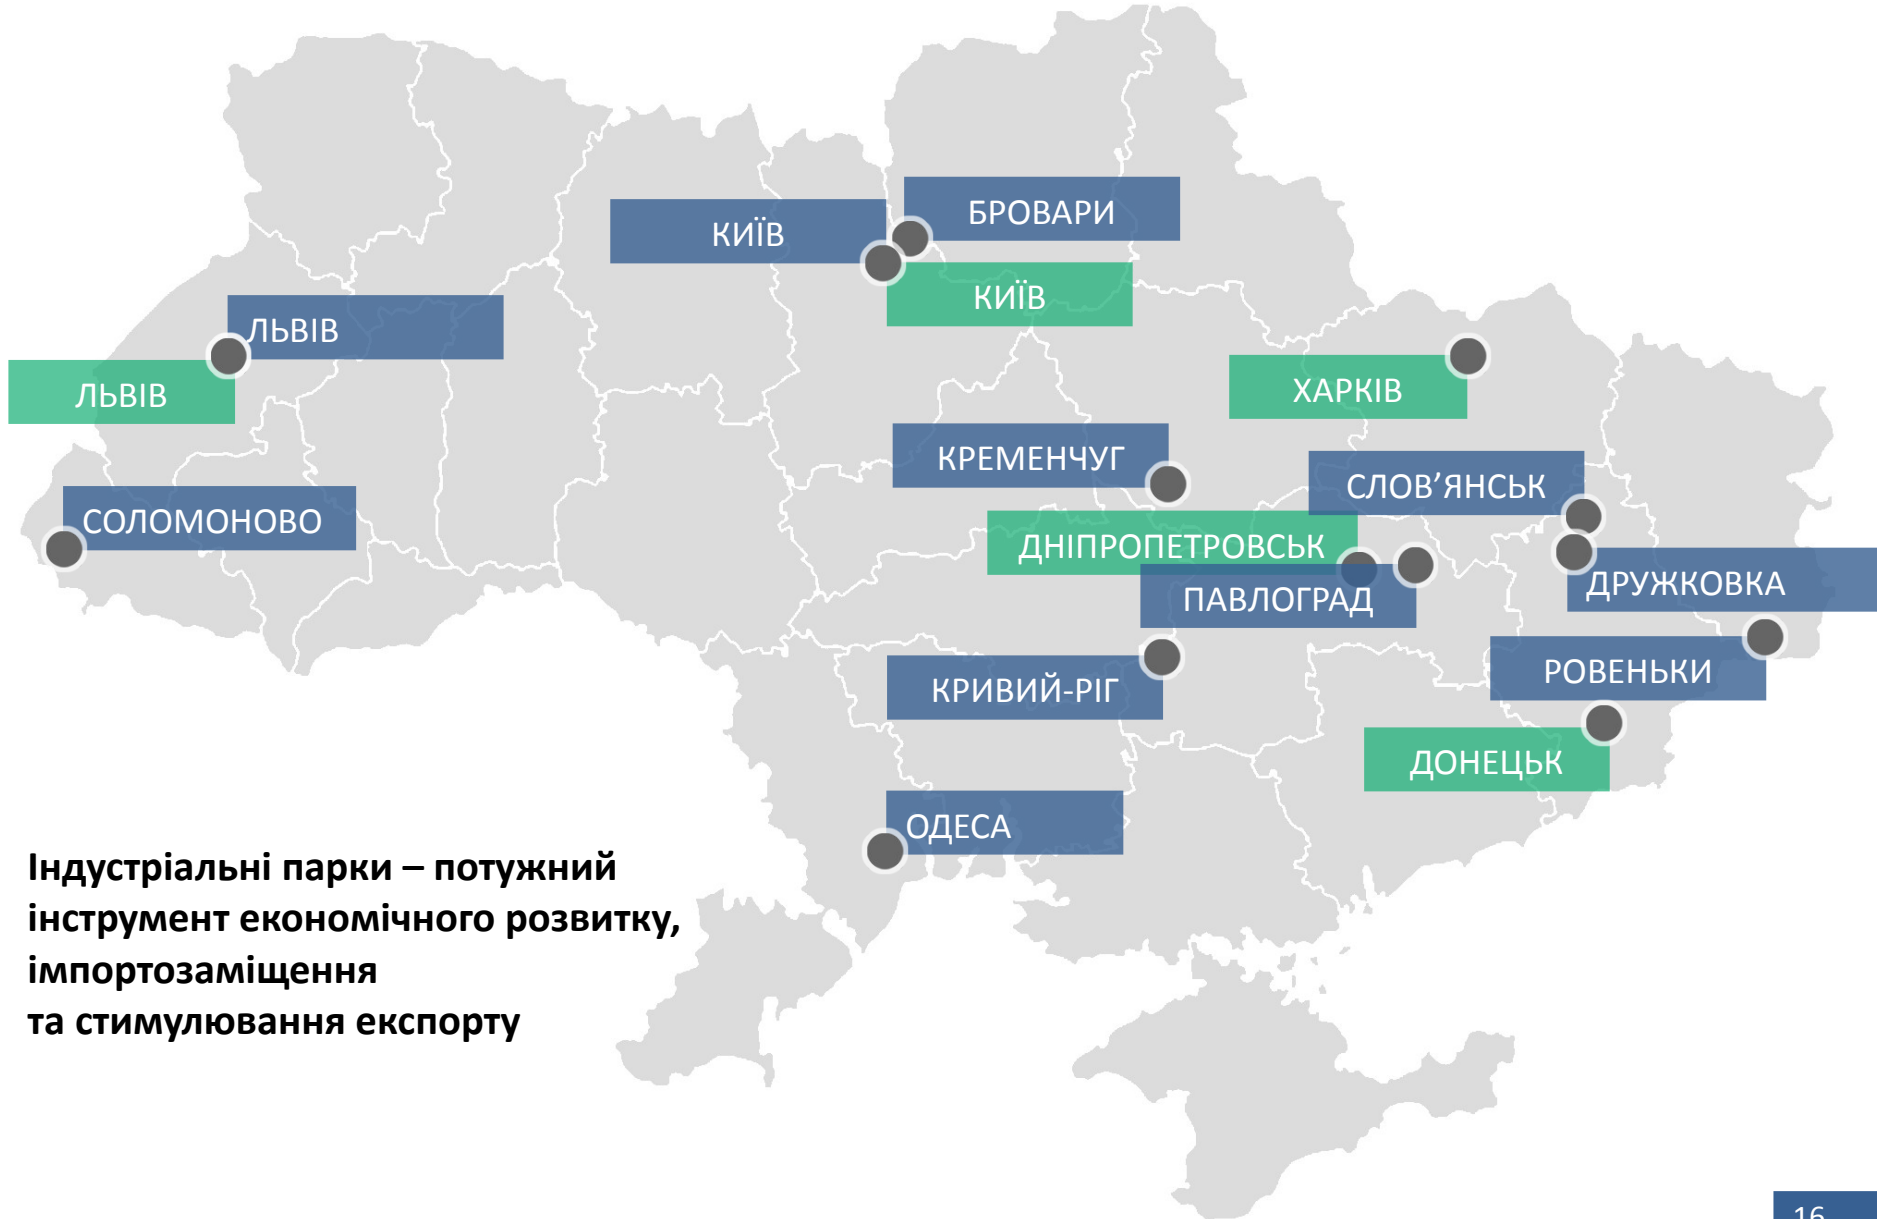 БРОВАРИ
КИЇВ
КИЇВ
ЛЬВІВ
ЛЬВІВ
ХАРКІВ
КРЕМЕНЧУГ
СЛОВ’ЯНСЬК
СОЛОМОНОВО
ДНІПРОПЕТРОВСЬК
ДРУЖКОВКА
ПАВЛОГРАД
РОВЕНЬКИ
КРИВИЙ-РІГ
ДОНЕЦЬК
ОДЕСА
Індустріальні парки – потужний
інструмент економічного розвитку,
імпортозаміщення
та стимулювання експорту
16